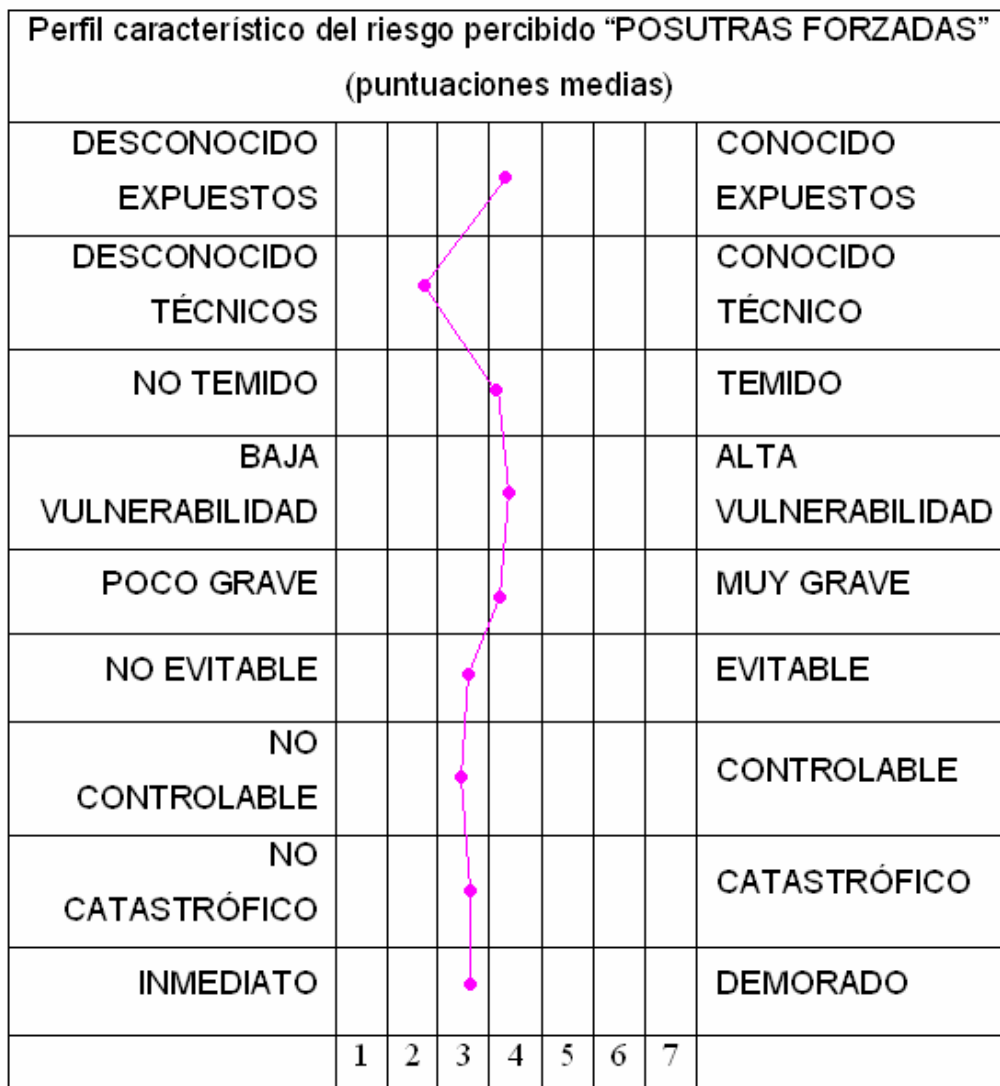 Perfil característico del riesgo percibido “POSUTRAS FORZADAS”
(puntuaciones medias)
DESCONOCIDO
EXPUESTOS
CONOCIDO
EXPUESTOS
DESCONOCIDO
TÉCNICOS
CONOCIDO
TÉCNICO
NO TEMIDO
TEMIDO
BAJA
VULNERABILIDAD
ALTA
VULNERABILIDAD
POCO GRAVE
MUY GRAVE
NO EVITABLE
EVITABLE
NO
CONTROLABLE
CONTROLABLE
NO
CATASTRÓFICO
CATASTRÓFICO
INMEDIATO
DEMORADO
1 2 3 4 5 6 7